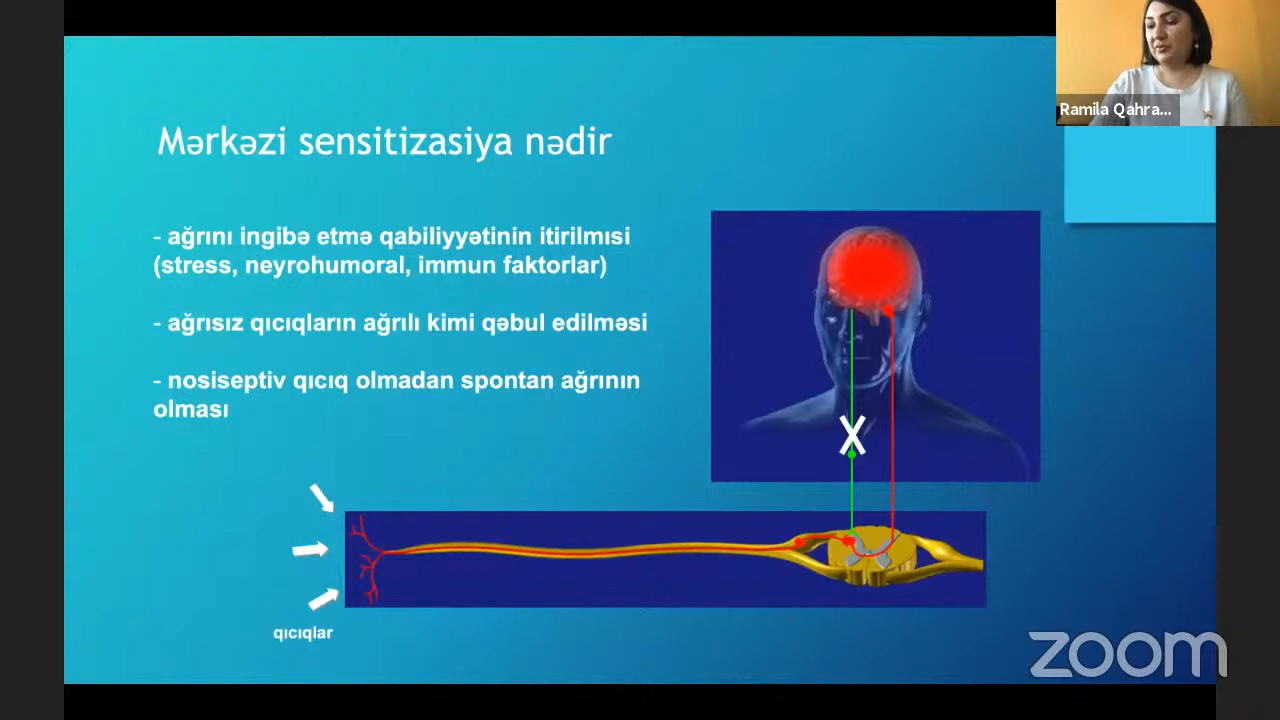 Ramila Qahra...
Mərkəzi sensitizasiya nədir
- ağrını ingibə etmə qabiliyyətinin itirilmısi
(stress, neyrohumoral, immun faktorlar)
- ağrısız qıcıqların ağrılı kimi qəbul edilməsi
- nosiseptiv qıcıq olmadan spontan ağrının
olması
X
qıcıqlar
zoom